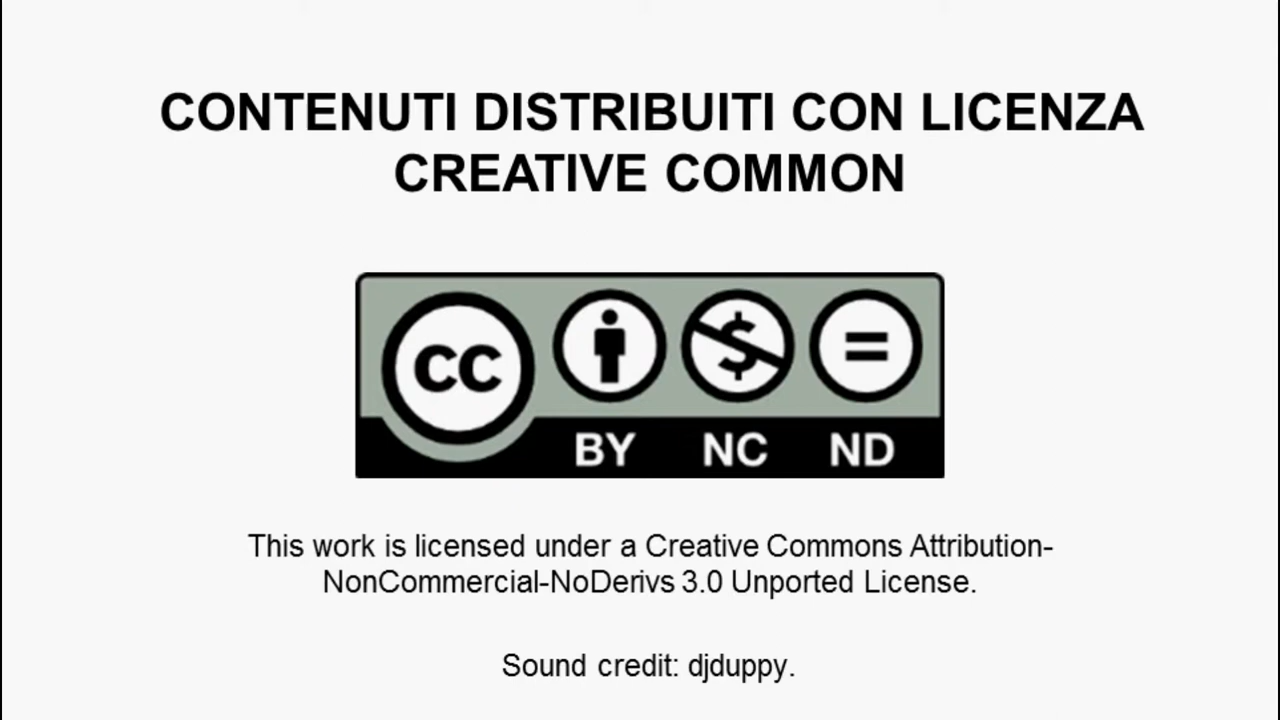 CONTENUTI DISTRIBUITI CON LICENZA
CREATIVE COMMON
CC
BY NC ND
This work is licensed under a Creative Commons Attribution-
NonCommercial-NoDerivs 3.0 Unported License.
Sound credit: djduppy.